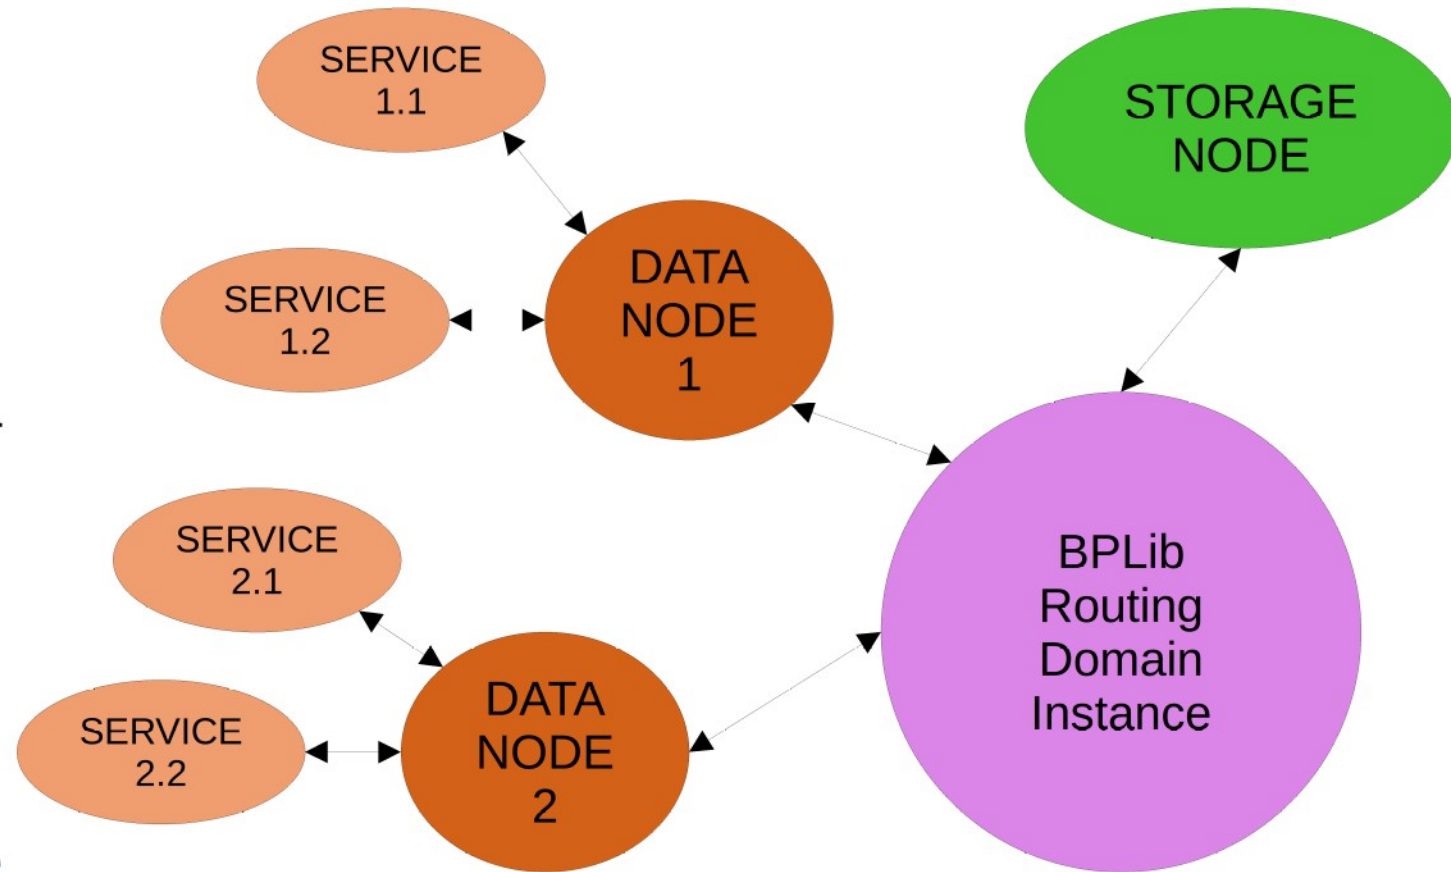 SERVICE
1.1
STORAGE
NODE
SERVICE
1.2
DATA
NODE
1
SERVICE
2.1
BPLib
Routing
Domain
Instance
SERVICE
2.2
DATA
NODE
2